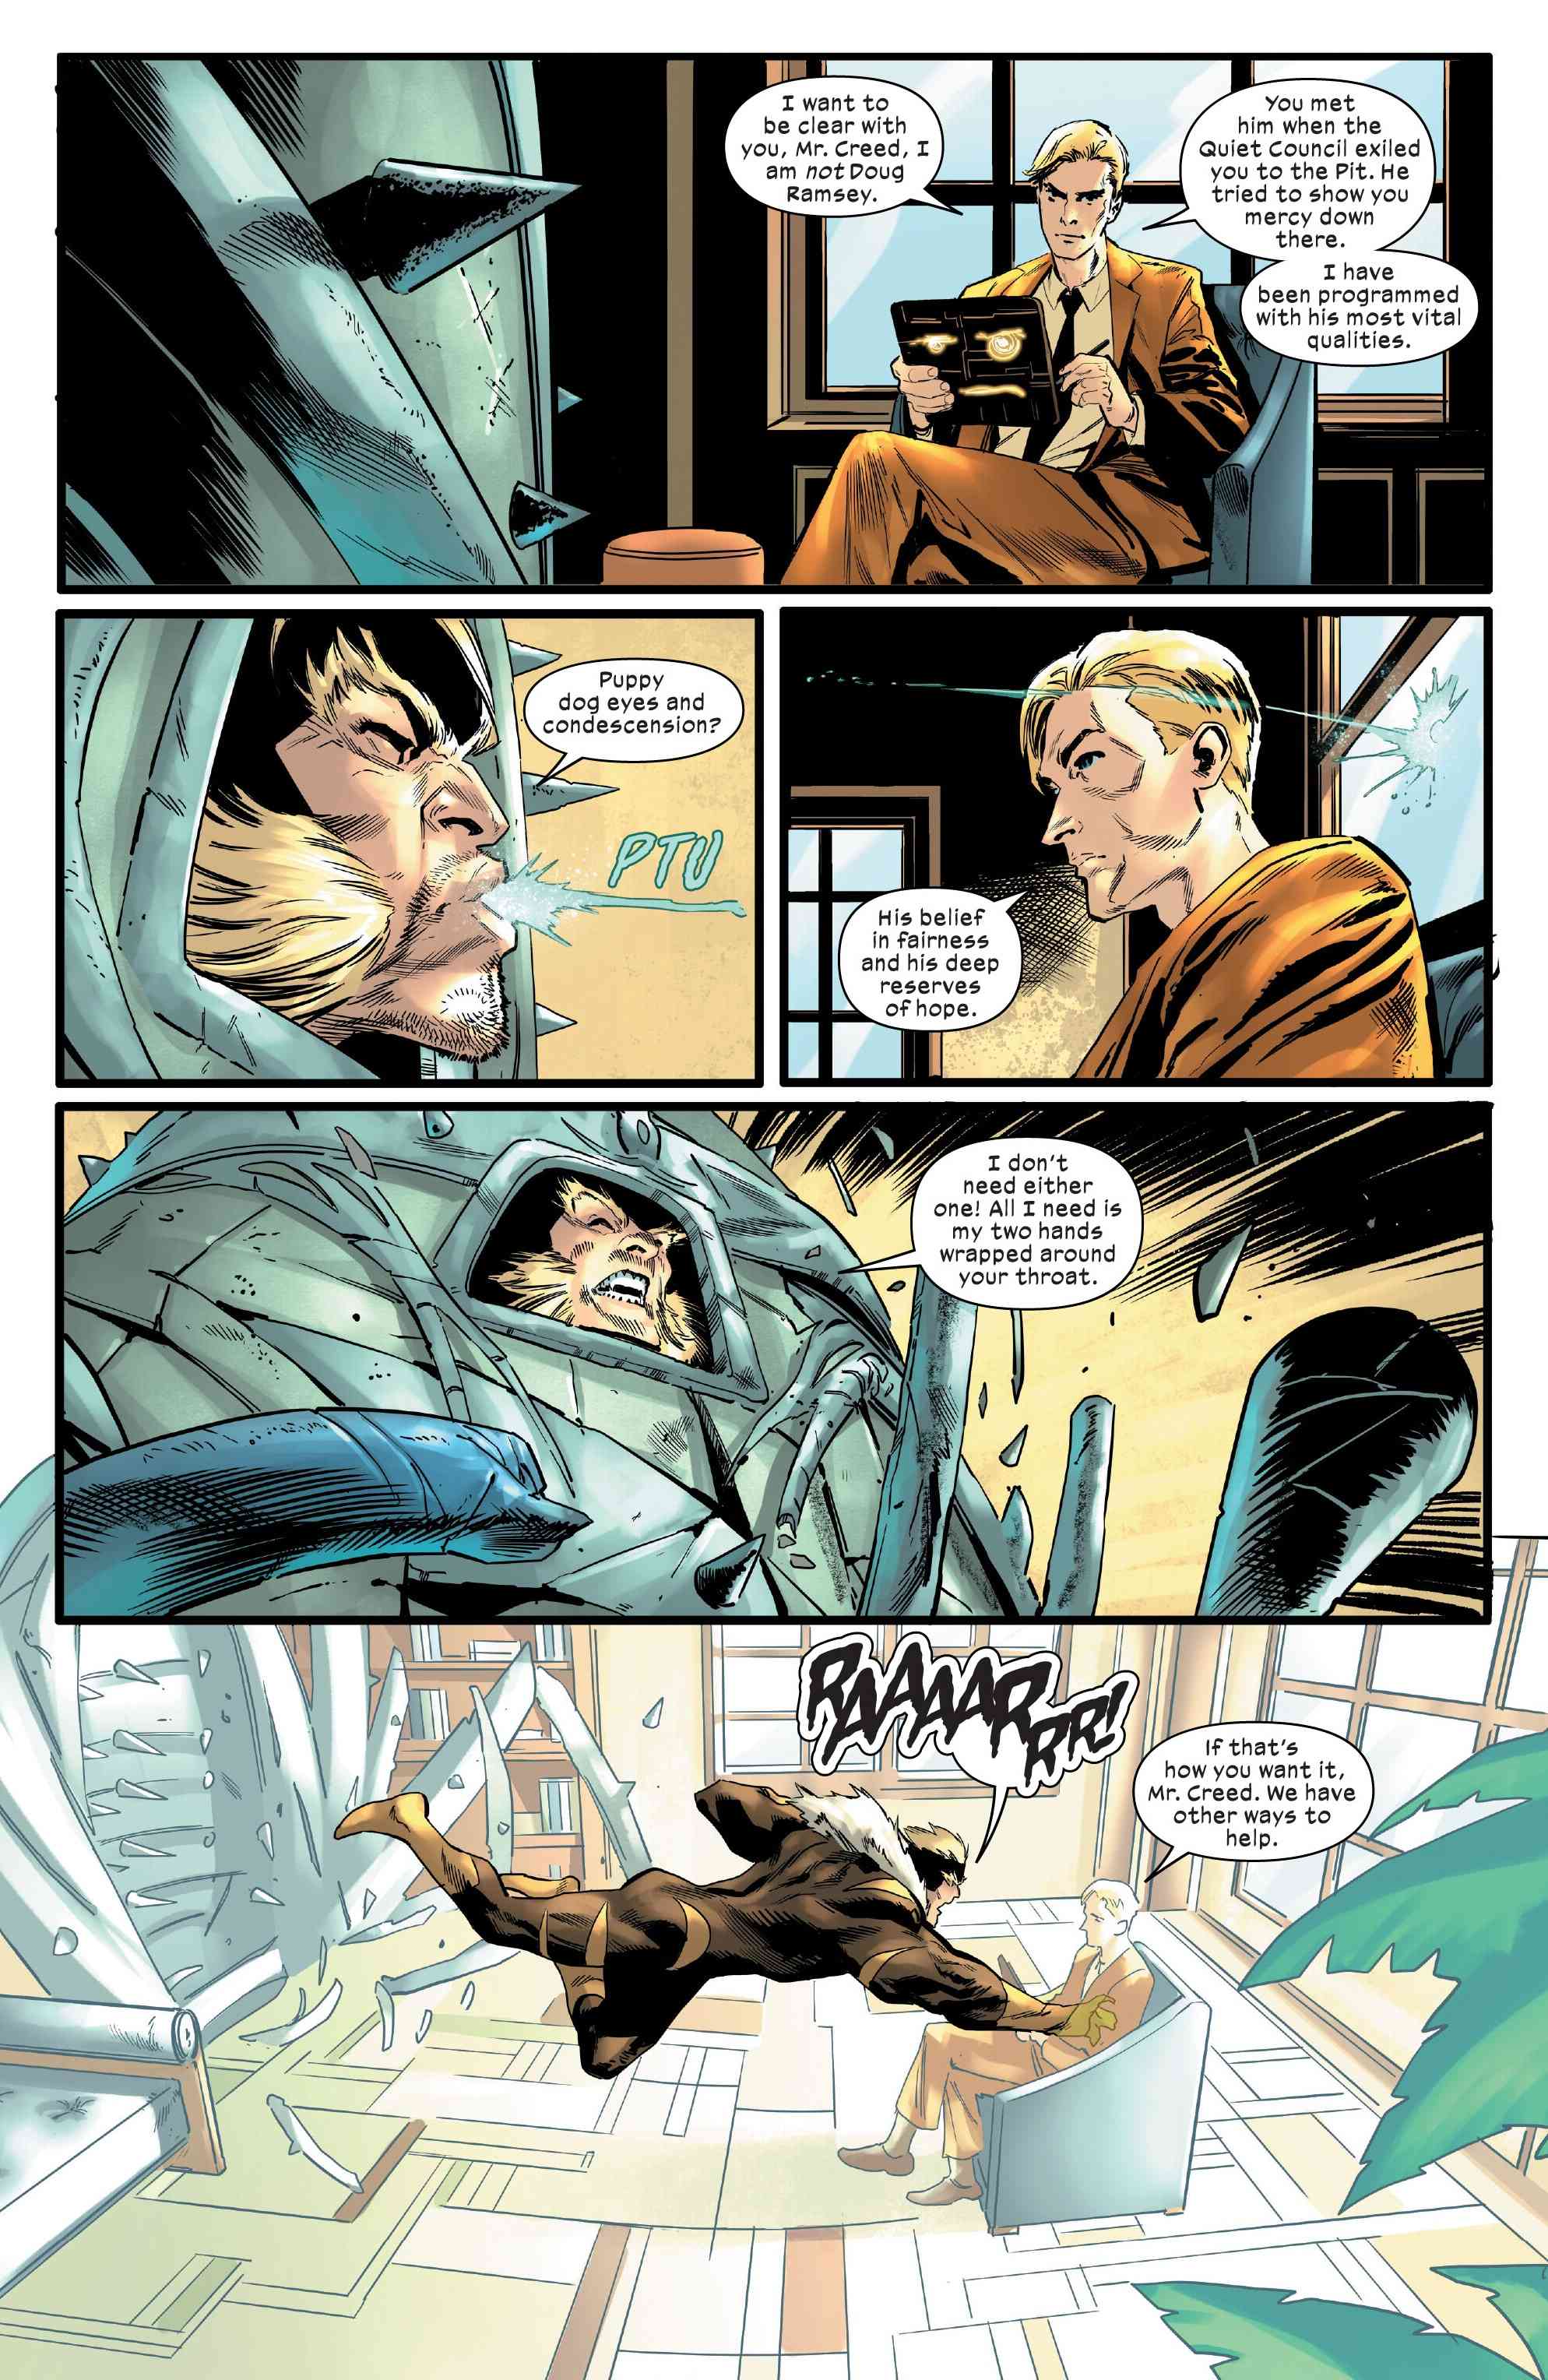 I want to
be clear with
you, Mr. Creed, I
am not Doug
Ramsey.
You met
him when the
Quiet Council exiled
you to the Pit. He
tried to show you
mercy down
there.
I have
been programmed
with his most vital
qualities.
Puppy
dog eyes and
condescension?
PTU
His belief
in fairness
and his deep
reserves
of hope.
I don't
need either
one! All I need is
my two hands
wrapped around
your throat.
RAAAAARRRR!
If that's
how you want it,
Mr. Creed. We have
other ways to
help.